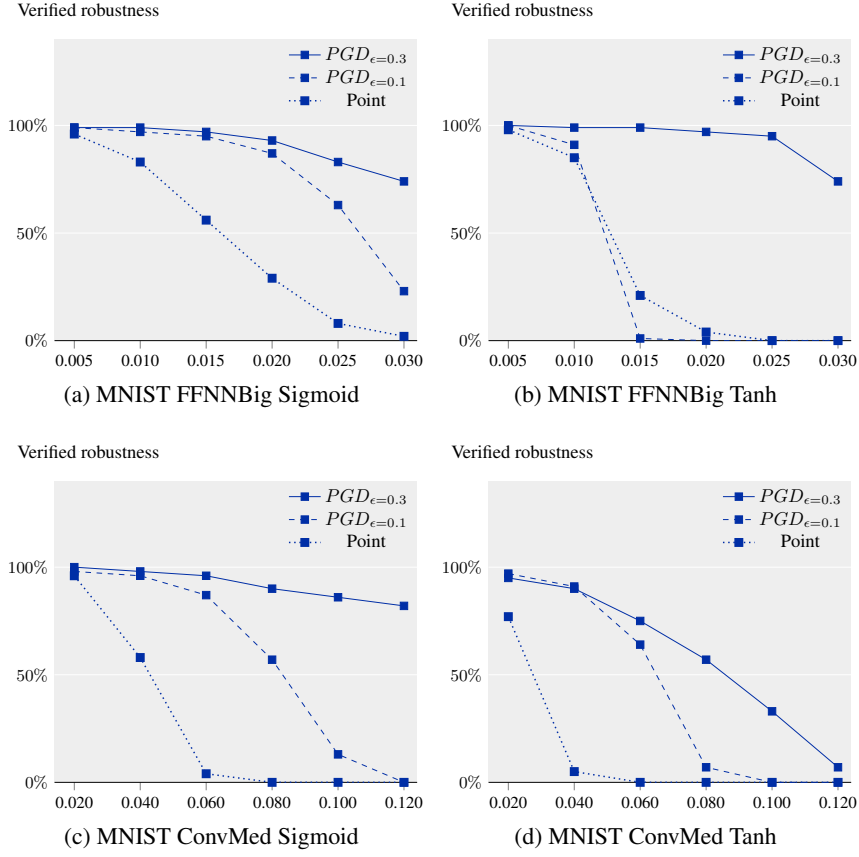 Verified robustness
PGD_{ϵ=0.3}
PGD_{ϵ=0.1}
Point
100%
50%
0%
0.005 0.010 0.015 0.020 0.025 0.030
(a) MNIST FFNNBig Sigmoid
Verified robustness
PGD_{ϵ=0.3}
PGD_{ϵ=0.1}
Point
100%
50%
0%
0.005 0.010 0.015 0.020 0.025 0.030
(b) MNIST FFNNBig Tanh
Verified robustness
PGD_{ϵ=0.3}
PGD_{ϵ=0.1}
Point
100%
50%
0%
0.020 0.040 0.060 0.080 0.100 0.120
(c) MNIST ConvMed Sigmoid
Verified robustness
PGD_{ϵ=0.3}
PGD_{ϵ=0.1}
Point
100%
50%
0%
0.020 0.040 0.060 0.080 0.100 0.120
(d) MNIST ConvMed Tanh